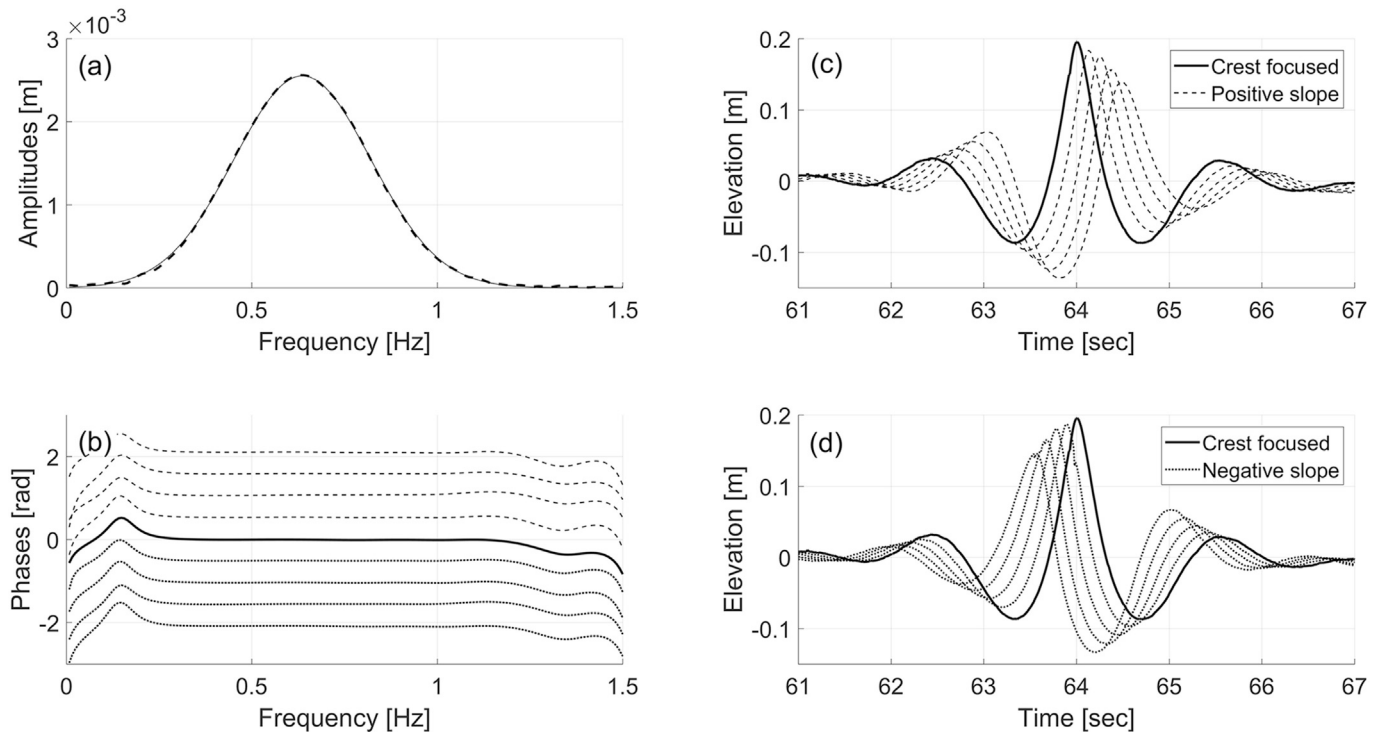 ×10⁻³
3
2
1
0
(a)
Amplitudes [m]
0
0.5
1
1.5
Frequency [Hz]
0.2
0.1
0
-0.1
(c)
Crest focused
Positive slope
Elevation [m]
61
62
63
64
65
66
67
Time [sec]
2
0
-2
(b)
Phases [rad]
0
0.5
1
1.5
Frequency [Hz]
0.2
0.1
0
-0.1
(d)
Crest focused
Negative slope
Elevation [m]
61
62
63
64
65
66
67
Time [sec]